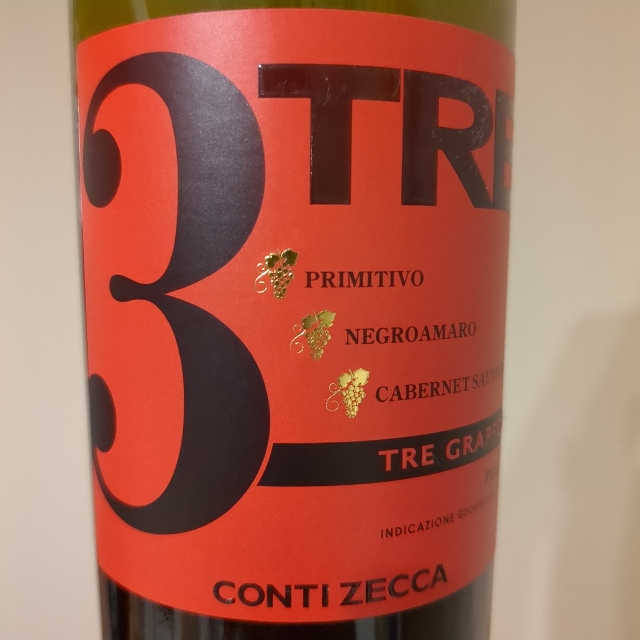 3 TRE
PRIMITIVO
NEGROAMARO
CABERNET
TRE
INDICAZIONE
CONTI ZECCA